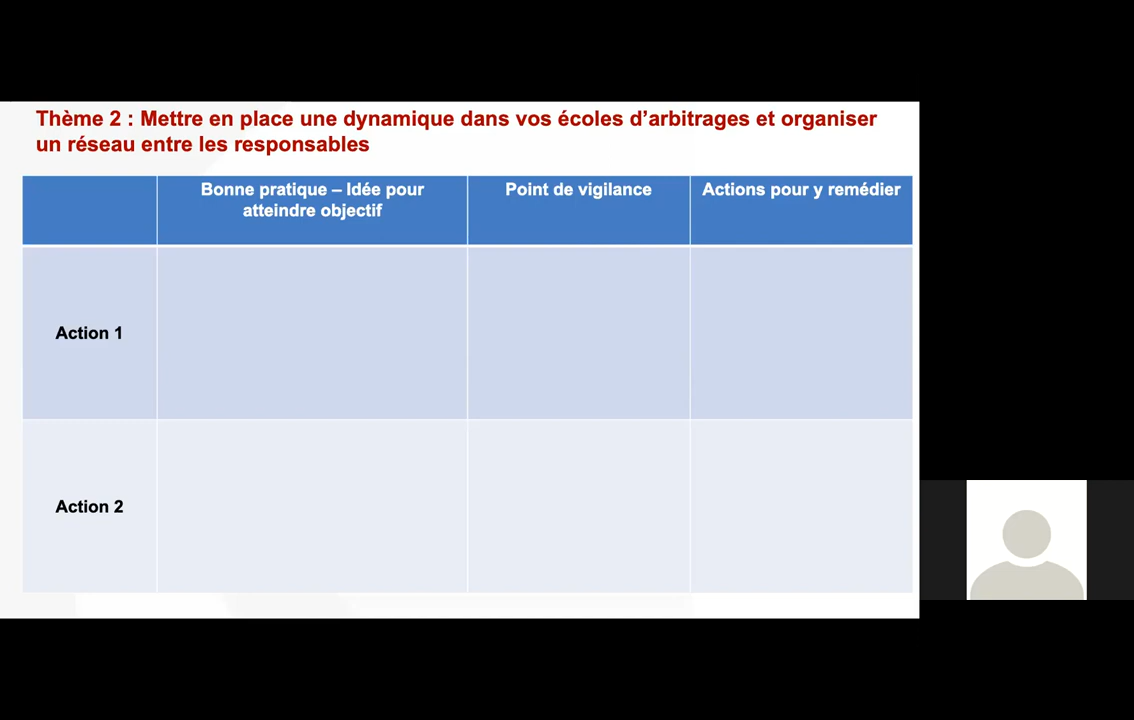 Thème 2 : Mettre en place une dynamique dans vos écoles d’arbitrages et organiser
un réseau entre les responsables
Bonne pratique – Idée pour
atteindre objectif
Point de vigilance
Actions pour y remédier
Action 1
Action 2